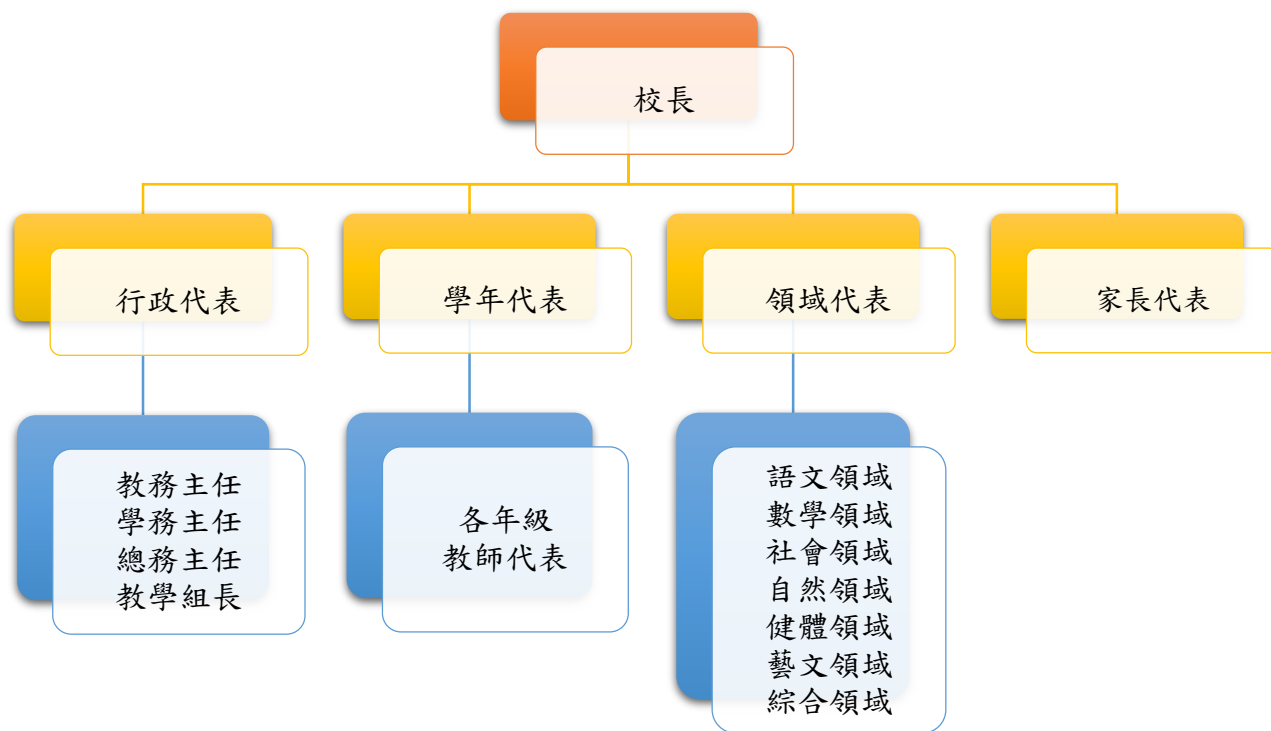 校長
行政代表
學年代表
領域代表
家長代表
教務主任
學務主任
總務主任
教學組長
各年級
教師代表
語文領域
數學領域
社會領域
自然領域
健體領域
藝文領域
綜合領域